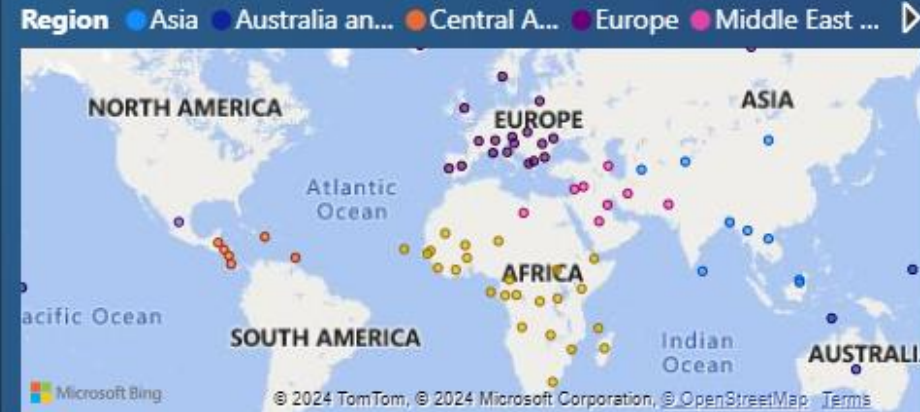 Region Asia Australia an... Central A... Europe Middle East ...
NORTH AMERICA
ASIA
EUROPE
Atlantic
Ocean
AFRICA
acific Ocean
SOUTH AMERICA
Indian
Ocean
AUSTRALI
Microsoft Bing
© 2024 TomTom, © 2024 Microsoft Corporation, © OpenStreetMap Terms